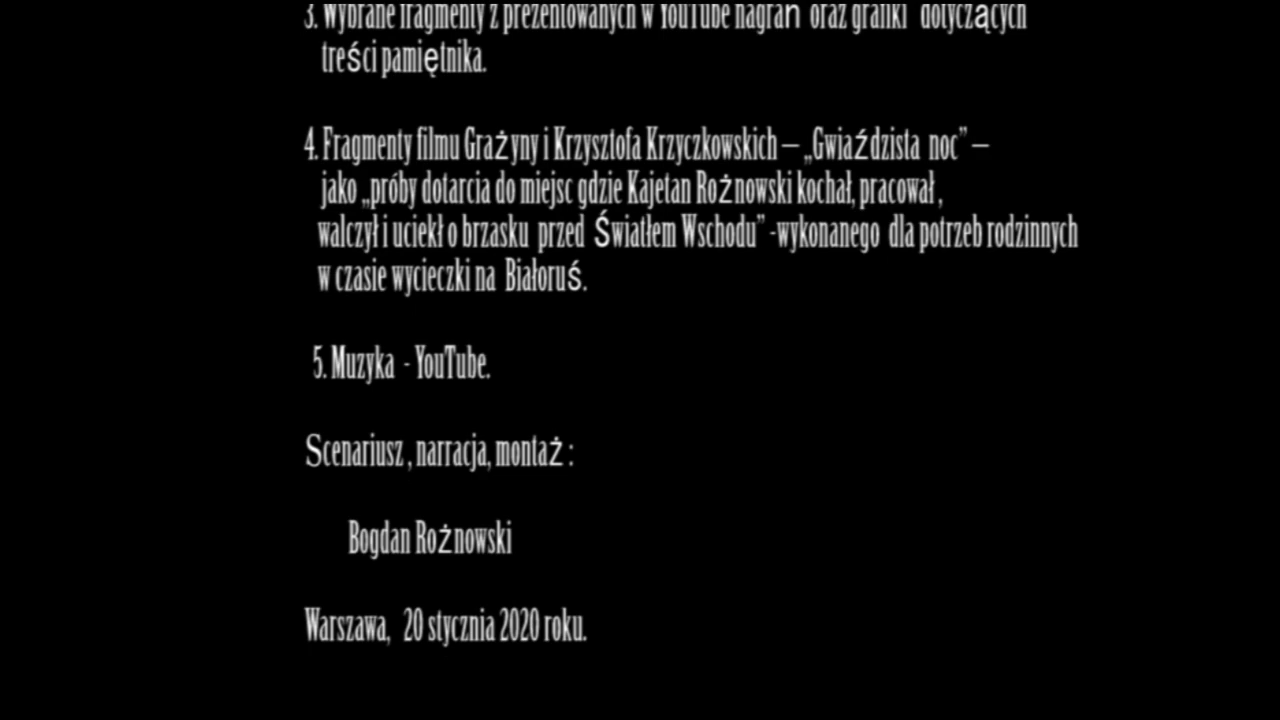 3. Wybrane fragmenty z prezentowanych w YouTube nagrań oraz grafiki dotyczących
treści pamiętnika.
4. Fragmenty filmu Grażyny i Krzysztofa Krzyczkowskich – „Gwiaździsta noc” –
jako „próby dotarcia do miejsc gdzie Kajetan Rożnowski kochał, pracował ,
walczył i uciekł o brzasku przed Światłem Wschodu” -wykonanego dla potrzeb rodzinnych
w czasie wycieczki na Białoruś.
5. Muzyka - YouTube.
Scenariusz , narracja, montaż :
Bogdan Rożnowski
Warszawa, 20 stycznia 2020 roku.